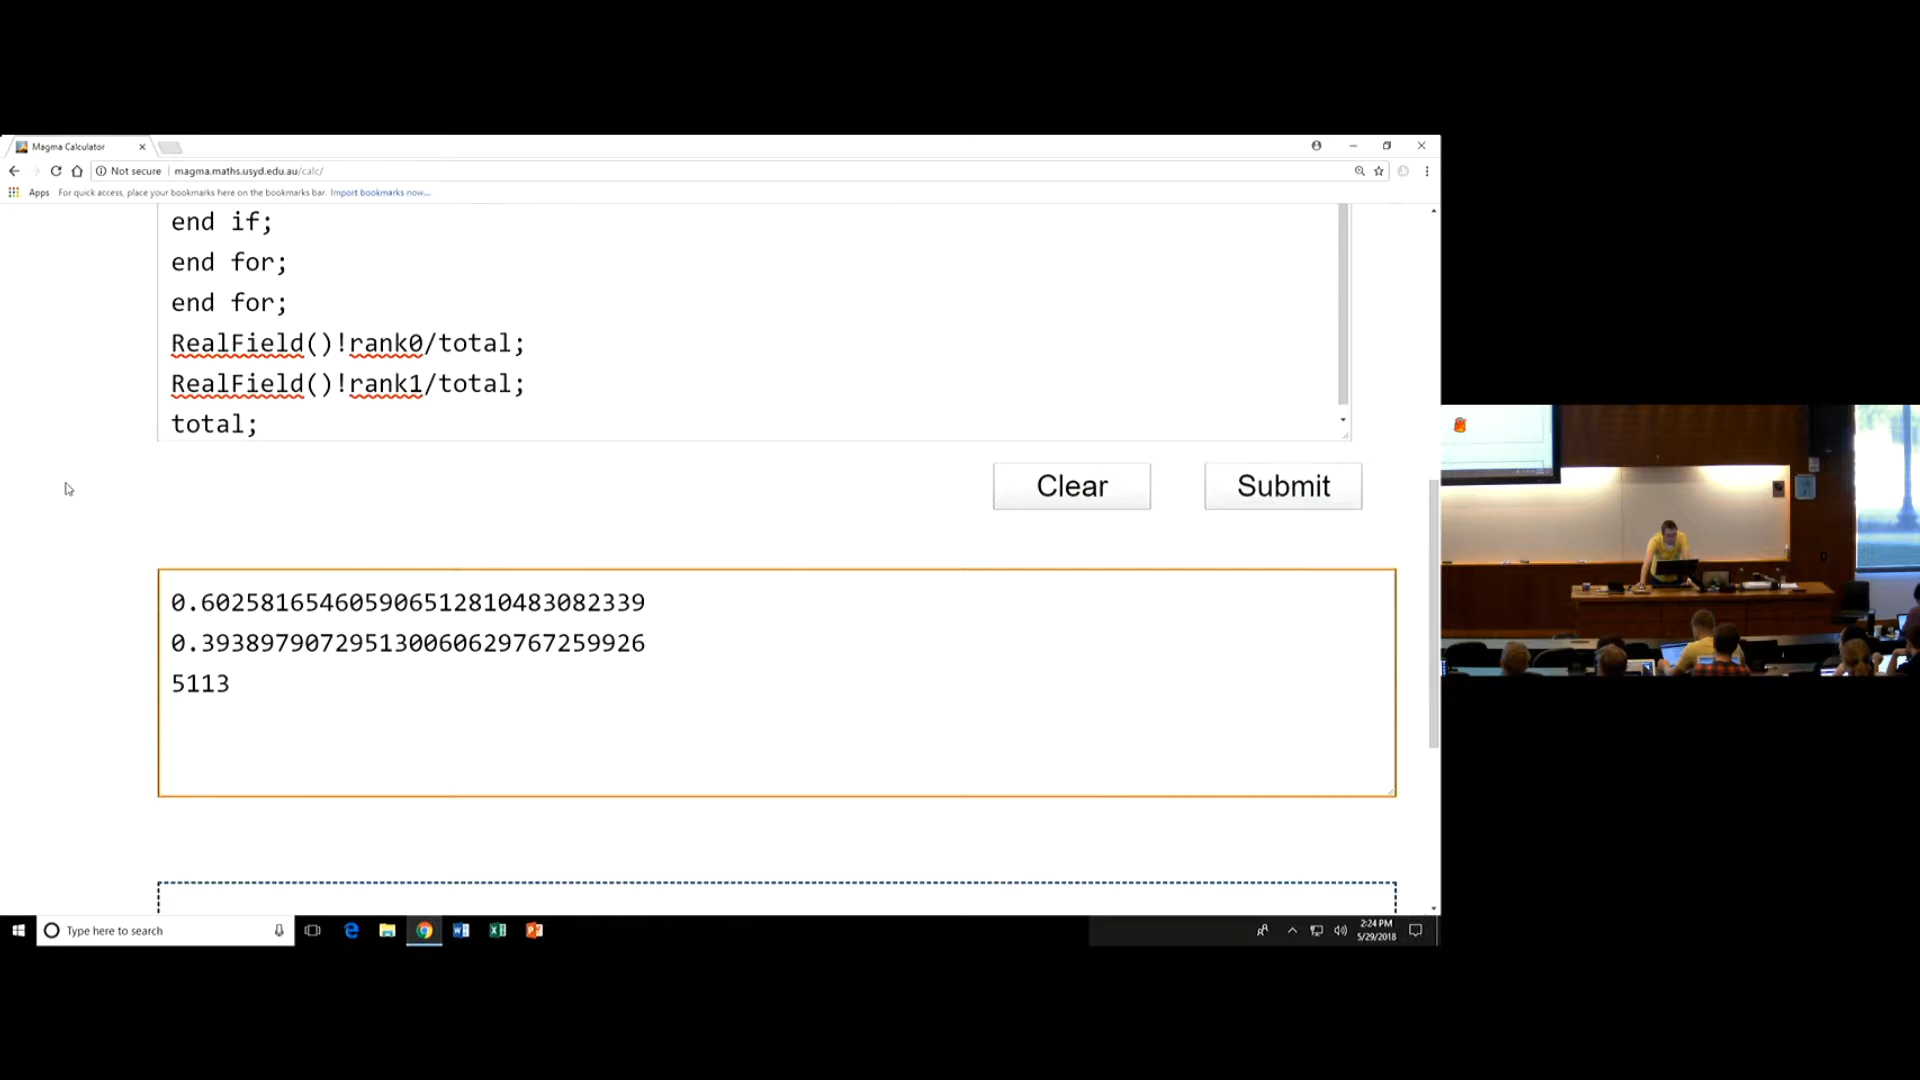 Magma Calculator
Not secure magma.maths.usyd.edu.au/calc/
Apps For quick access, place your bookmarks here on the bookmarks bar. Import bookmarks now...
end if;
end for;
end for;
RealField()!rank0/total;
RealField()!rank1/total;
total;
Clear Submit
0.602581654605906512810483082339
0.393897907295130060629767259926
5113
Type here to search
2:24 PM
5/29/2018